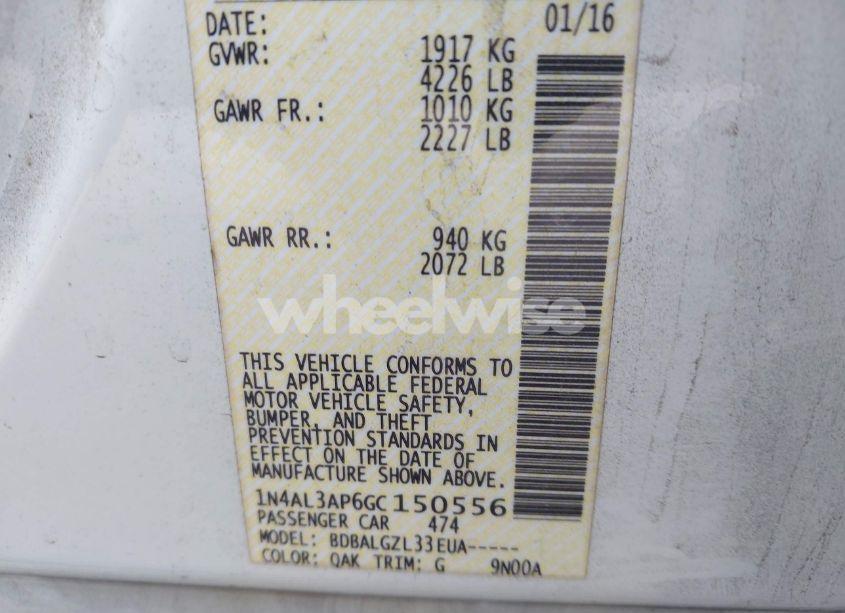 DATE: 01/16
GVWR: 1917 KG
4226 LB
GAWR FR.: 1010 KG
2227 LB
GAWR RR.: 940 KG
2072 LB
wheelwise
THIS VEHICLE CONFORMS TO
ALL APPLICABLE FEDERAL
MOTOR VEHICLE SAFETY,
BUMPER, AND THEFT
PREVENTION STANDARDS IN
EFFECT ON THE DATE OF
MANUFACTURE SHOWN ABOVE.
1N4AL3AP6GC150556
PASSENGER CAR 474
MODEL: BDBALGZL33EUA-----
COLOR: QAK TRIM: G 9N00A